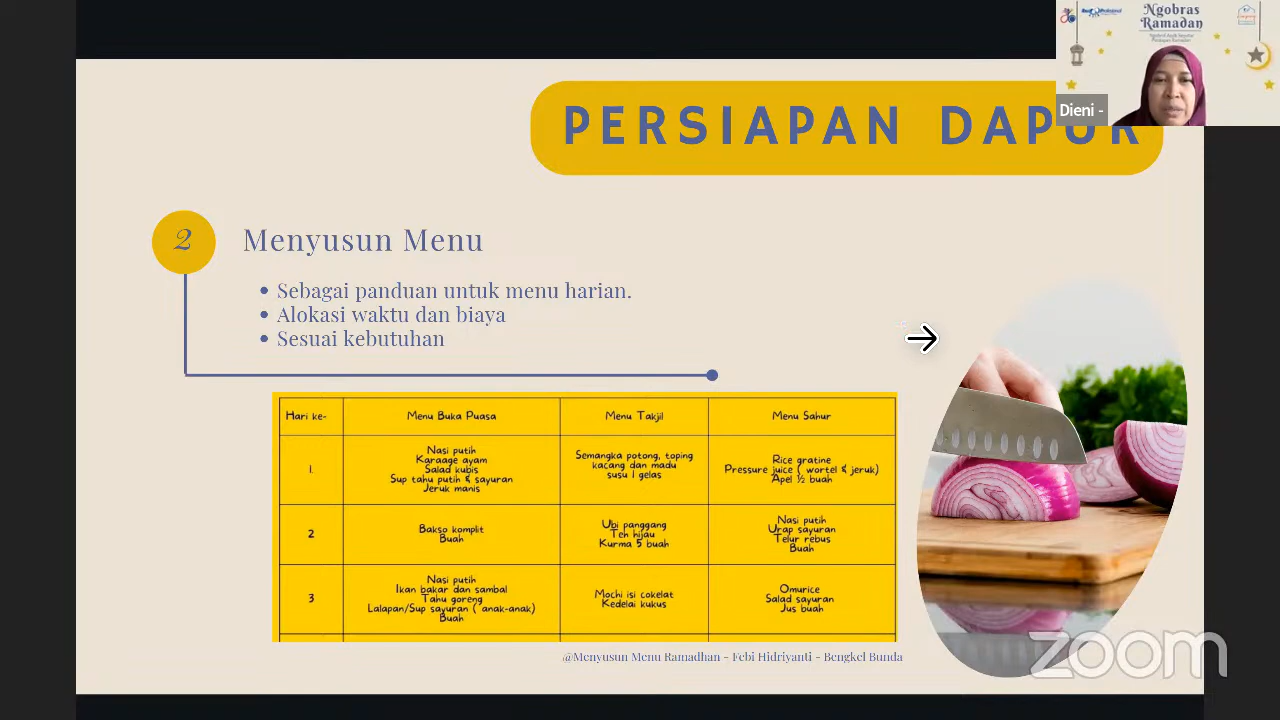 Ngobras
Ramadan
Dieni -
PERSIAPAN DAPUR
2
Menyusun Menu
Sebagai panduan untuk menu harian.
Alokasi waktu dan biaya
Sesuai kebutuhan
Hari ke-
Menu Buka Puasa
Menu Takjil
Menu Sahur
1.
Nasi putih
Karaage ayam
Salad kubis
Sup tahu putih & sayuran
Jeruk manis
Semangka potong, toping
kacang dan madu
susu 1 gelas
Rice gratine
Pressure juice ( wortel & jeruk)
Apel ½ buah
2
Bakso komplit
Buah
Ubi panggang
Teh hijau
Kurma 5 buah
Nasi putih
Urap sayuran
Telur rebus
Buah
3
Nasi putih
Ikan bakar dan sambal
Tahu goreng
Lalapan/Sup sayuran ( anak-anak)
Buah
Mochi isi cokelat
Kedelai kukus
Omurice
Salad sayuran
Jus buah
@Menyusun Menu Ramadhan - Febi Hidriyanti - Bengkel Bunda
zoom